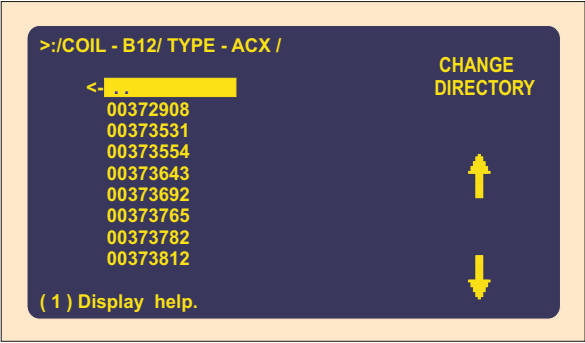 >:/COIL - B12/ TYPE - ACX /
CHANGE
DIRECTORY
<- . .
00372908
00373531
00373554
00373643
00373692
00373765
00373782
00373812
( 1 ) Display help.